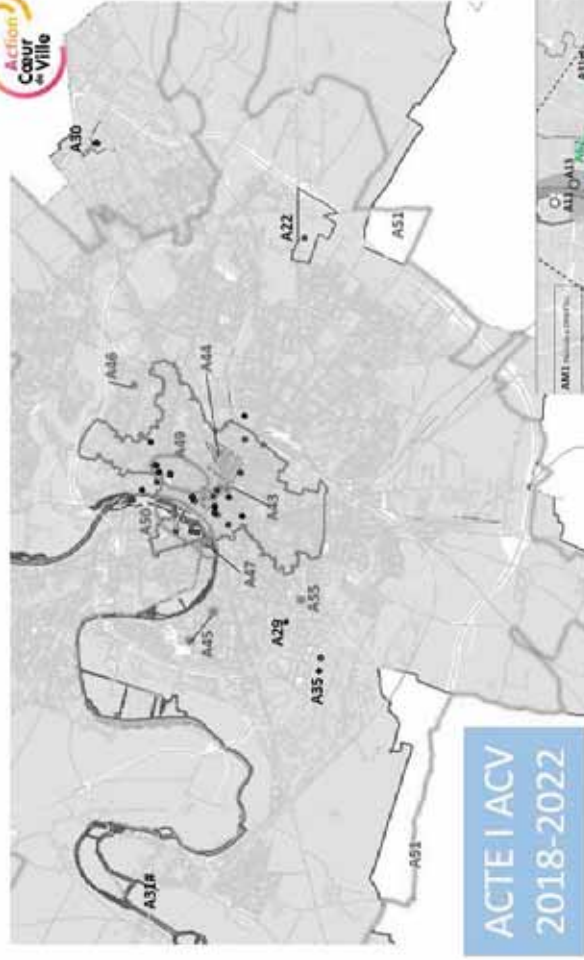 Action
Cœur
de Ville
A30
A22
A51
A46
A44
A49
A50
A43
A47
A55
A45
A29
A35
A31#
A51
ACTE I ACV
2018-2022
A11
A13
A62
AM1